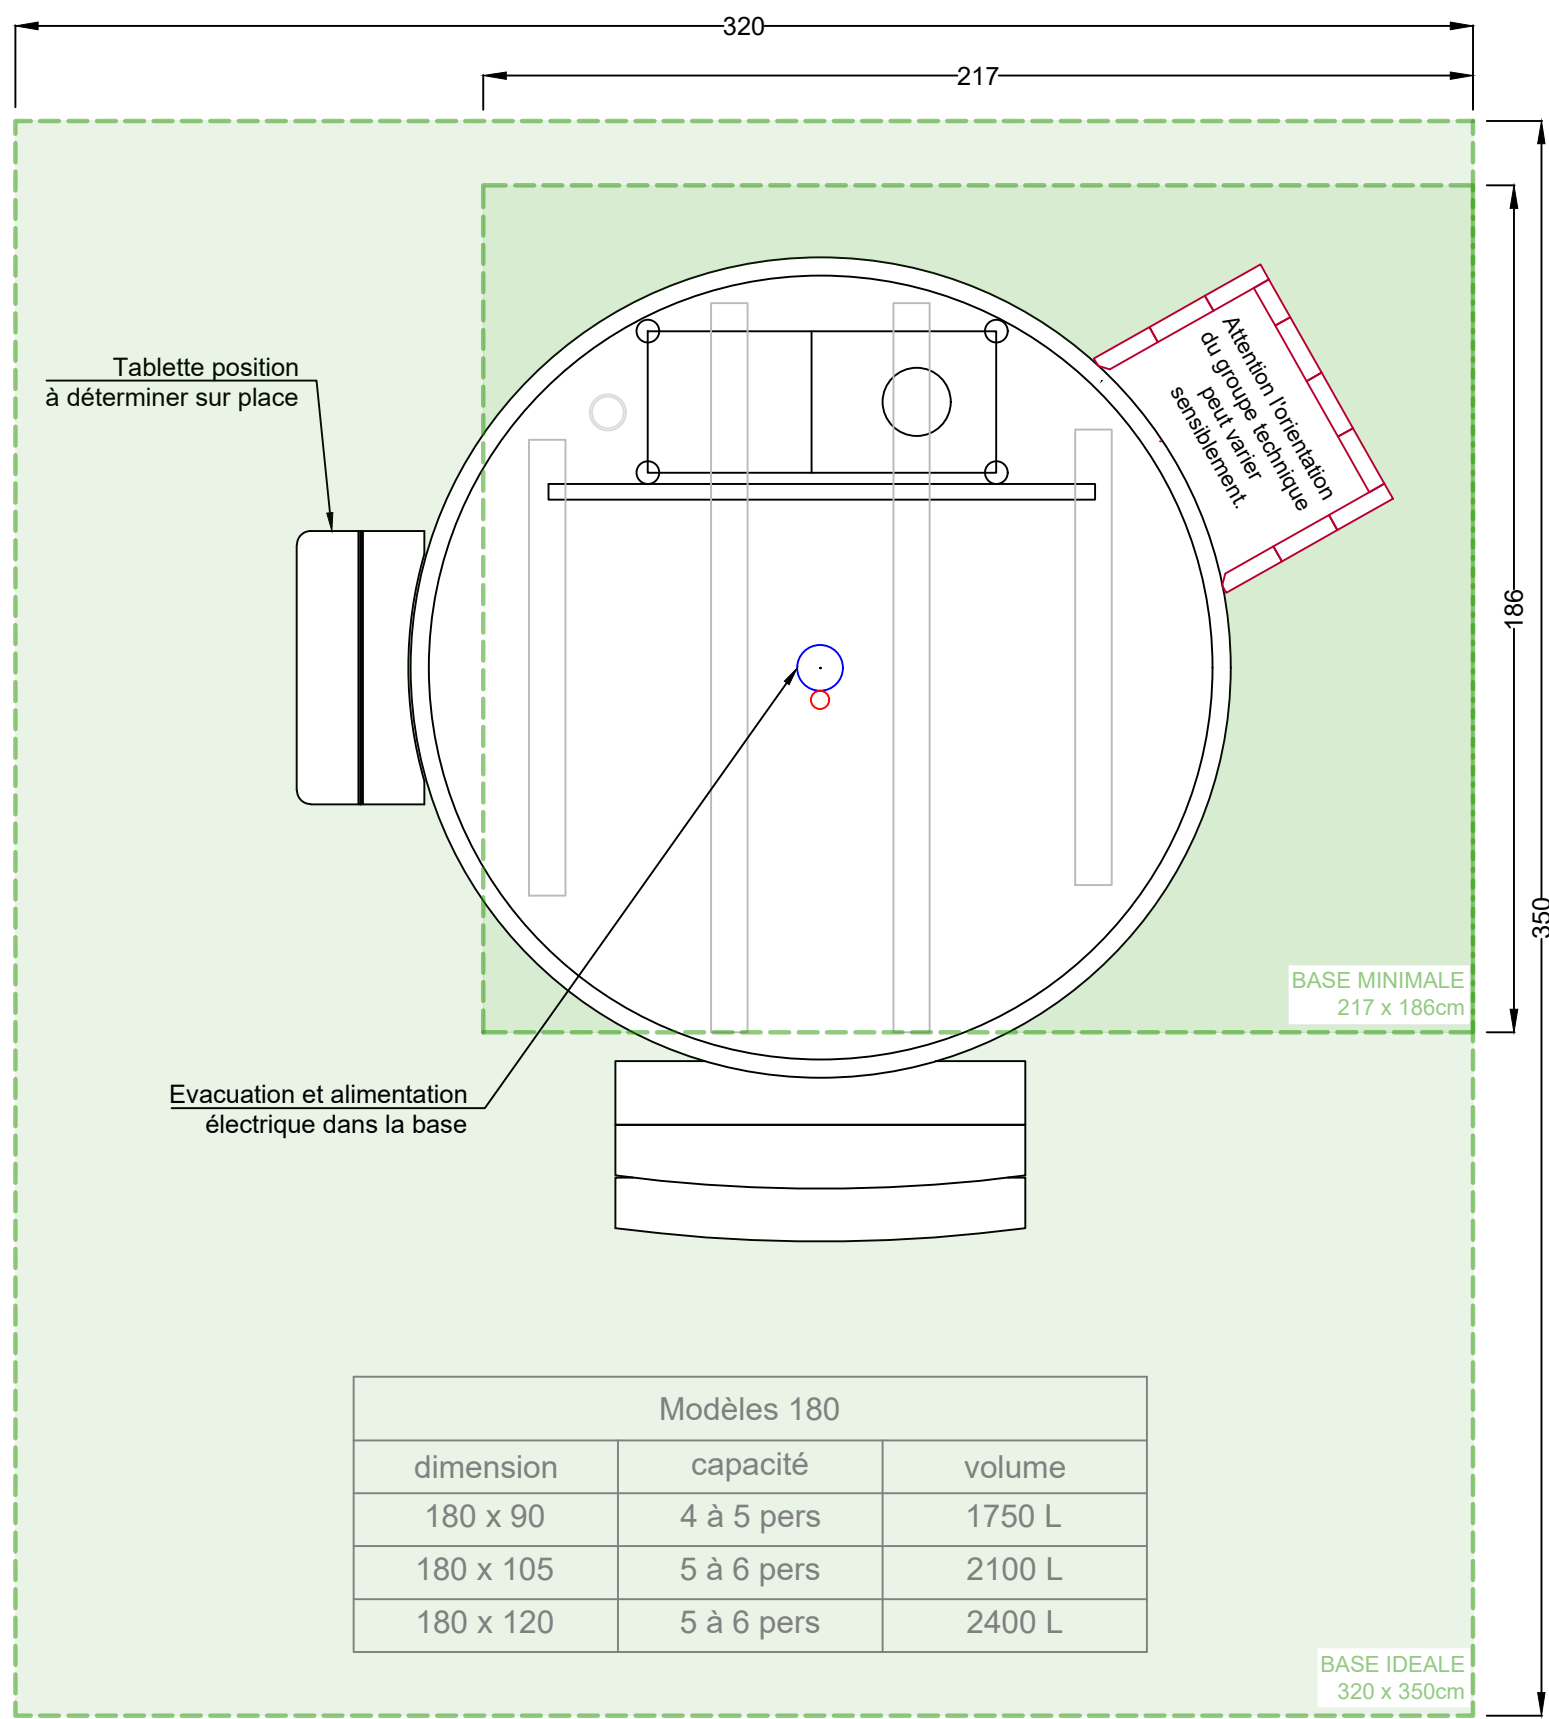 320
217
Tablette position
à déterminer sur place
Attention l'orientation
du groupe technique
peut varier
sensiblement.
186
350
BASE MINIMALE
217 x 186cm
Evacuation et alimentation
électrique dans la base
Modèles 180
dimension capacité volume
180 x 90 4 à 5 pers 1750 L
180 x 105 5 à 6 pers 2100 L
180 x 120 5 à 6 pers 2400 L
BASE IDEALE
320 x 350cm